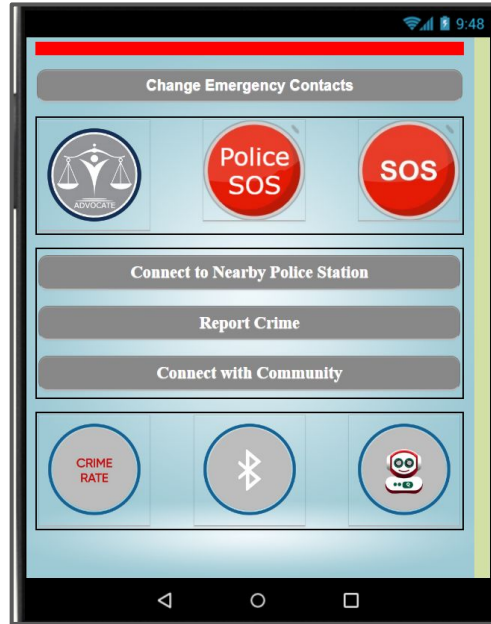 9:48
Change Emergency Contacts
ADVOCATE
Police
SOS
SOS
Connect to Nearby Police Station
Report Crime
Connect with Community
CRIME
RATE